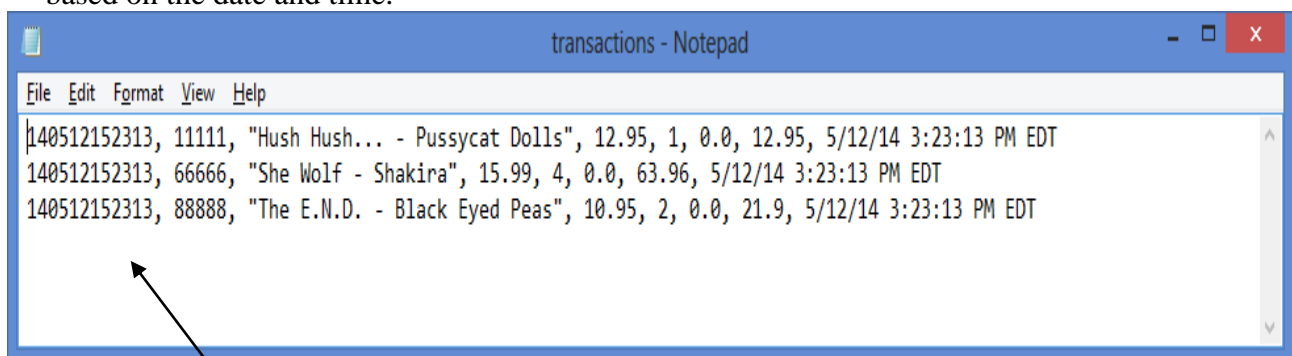 based on the date and time.
transactions - Notepad
File Edit Format View Help
140512152313, 11111, "Hush Hush... - Pussycat Dolls", 12.95, 1, 0.0, 12.95, 5/12/14 3:23:13 PM EDT
140512152313, 66666, "She Wolf - Shakira", 15.99, 4, 0.0, 63.96, 5/12/14 3:23:13 PM EDT
140512152313, 88888, "The E.N.D. - Black Eyed Peas", 10.95, 2, 0.0, 21.9, 5/12/14 3:23:13 PM EDT